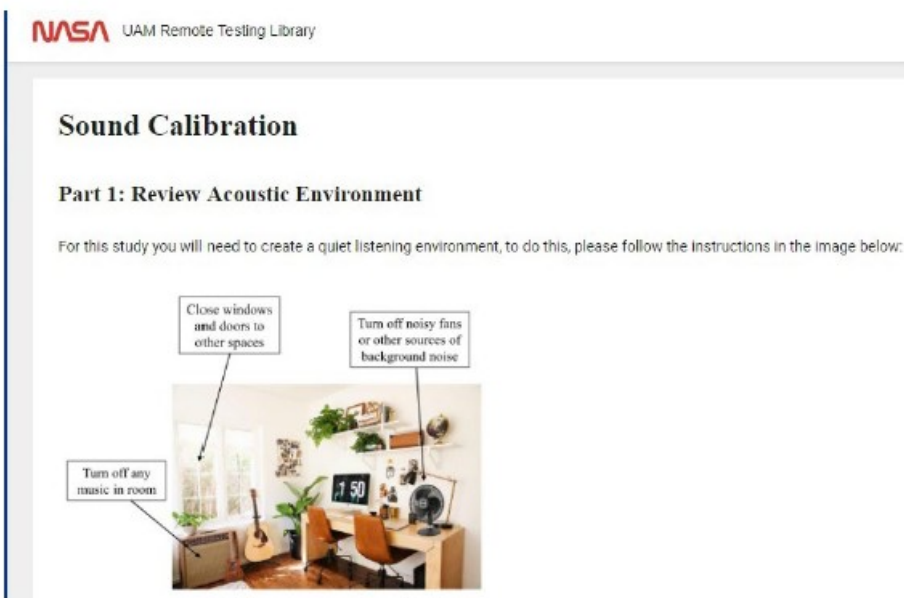 NASA UAM Remote Testing Library
Sound Calibration
Part 1: Review Acoustic Environment
For this study you will need to create a quiet listening environment, to do this, please follow the instructions in the image below:
Close windows
and doors to
other spaces
Turn off noisy fans
or other sources of
background noise
Turn off any
music in room
1 50